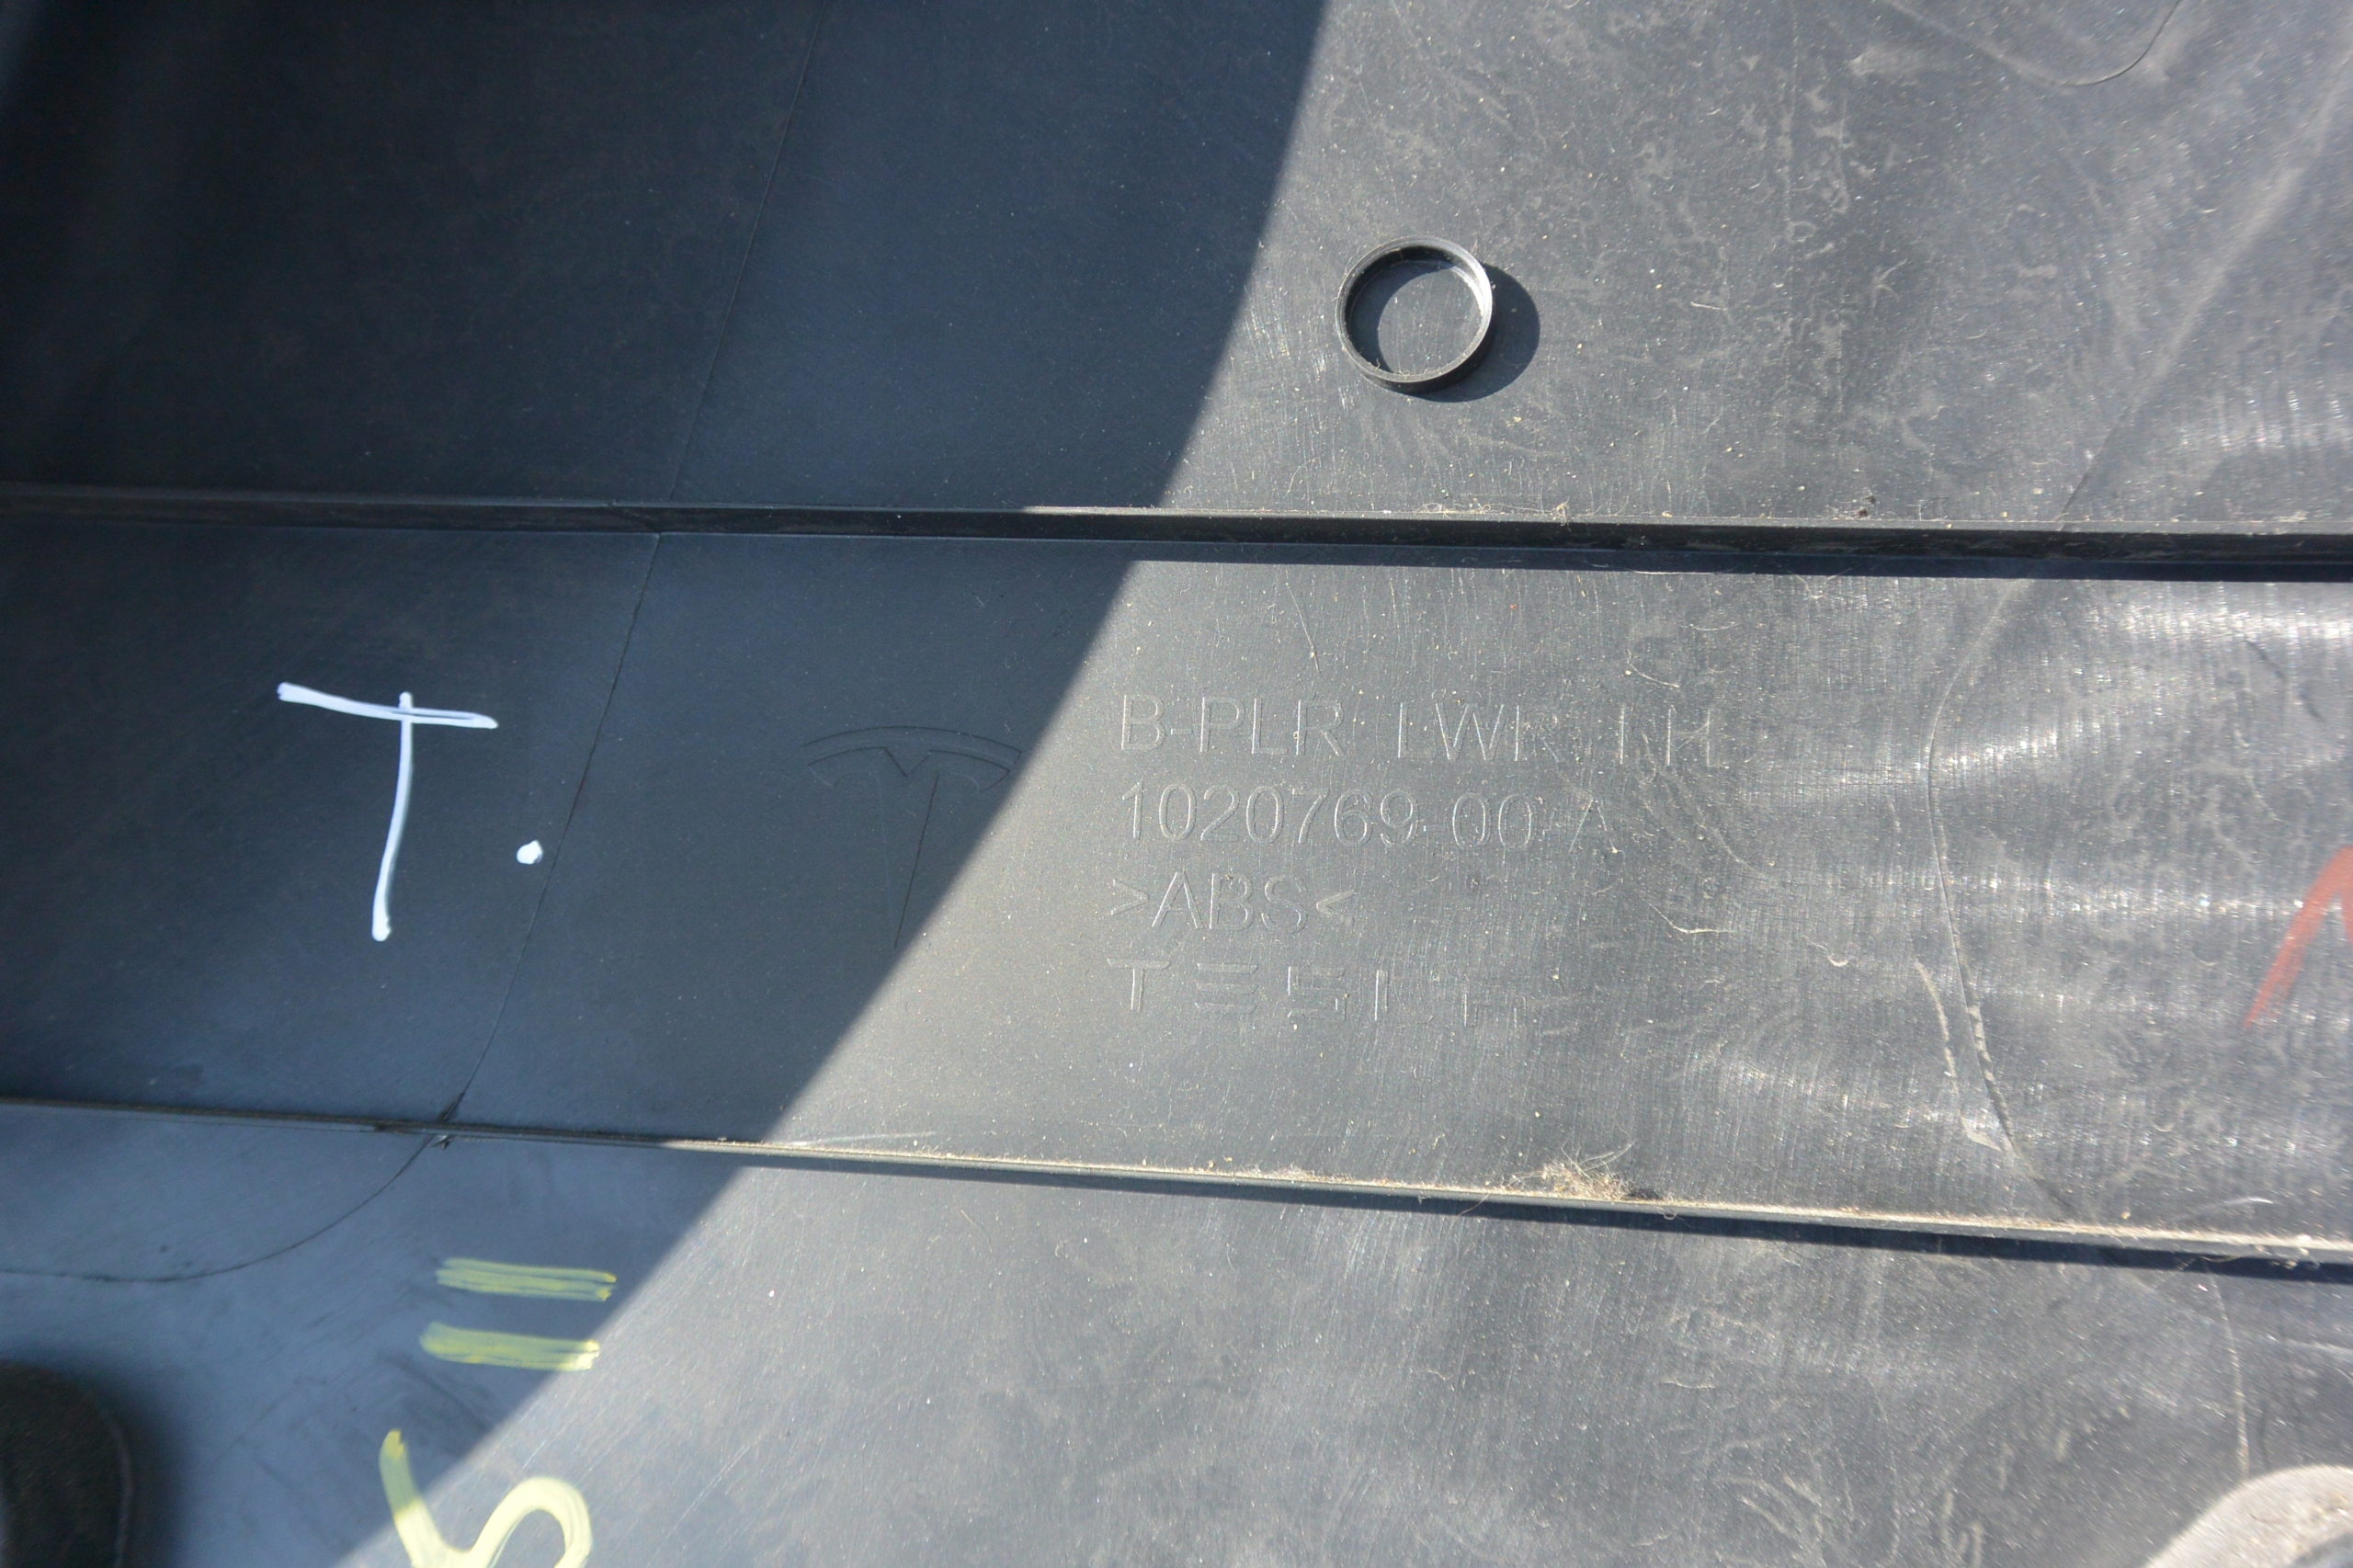 B-PLR LWR LH
1020769-00-A
>ABS<
TESLA
T.